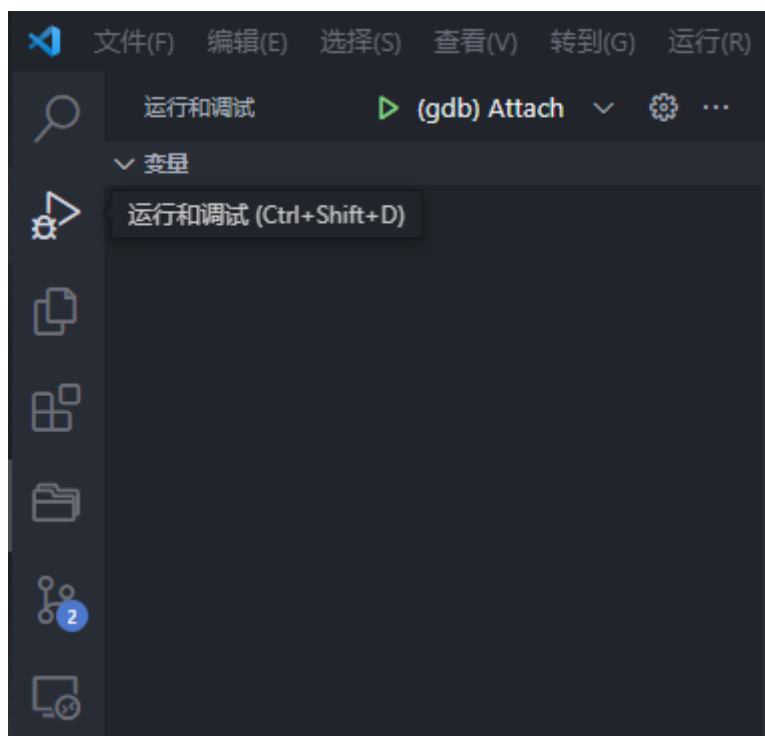 文件(F) 编辑(E) 选择(S) 查看(V) 转到(G) 运行(R)
运行和调试 (gdb) Attach
变量
运行和调试 (Ctrl+Shift+D)
2